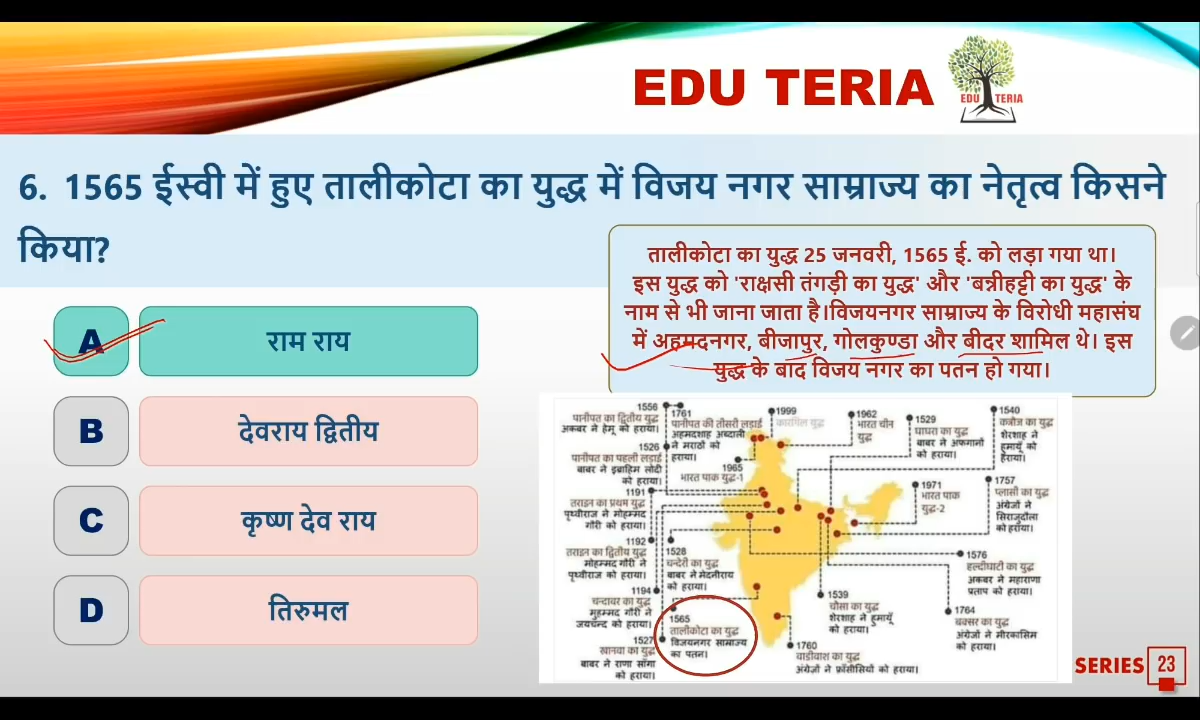 EDU TERIA
EDU TERIA
6. 1565 ईस्वी में हुए तालीकोटा का युद्ध में विजय नगर साम्राज्य का नेतृत्व किसने
किया?
तालीकोटा का युद्ध 25 जनवरी, 1565 ई. को लड़ा गया था।
इस युद्ध को 'राक्षसी तंगड़ी का युद्ध' और 'बन्नीहट्टी का युद्ध' के
नाम से भी जाना जाता है।विजयनगर साम्राज्य के विरोधी महासंघ
में अहमदनगर, बीजापुर, गोलकुण्डा और बीदर शामिल थे। इस
युद्ध के बाद विजय नगर का पतन हो गया।
A
राम राय
B
देवराय द्वितीय
C
कृष्ण देव राय
D
तिरुमल
1556
पानीपत का द्वितीय युद्ध
अकबर ने हेमू को हराया।
1761
पानीपत की तीसरी लड़ाई
अहमदशाह अब्दाली
ने मराठों को
हराया।
1999
कारगिल युद्ध
1962
भारत चीन
युद्ध
1529
घाघरा का युद्ध
बाबर ने अफगानों
को हराया।
1540
कन्नौज का युद्ध
शेरशाह ने
हुमायूँ को
हराया।
1526
पानीपत का पहली लड़ाई
बाबर ने इब्राहिम लोदी
को हराया।
1965
भारत पाक युद्ध-1
1191
तराइन का प्रथम युद्ध
पृथ्वीराज ने मोहम्मद
गौरी को हराया।
1971
भारत पाक
युद्ध-2
1757
प्लासी का युद्ध
अंग्रेजों ने
सिराजुदौला
को हराया।
1192
तराइन का द्वितीय युद्ध
मोहम्मद गौरी ने
पृथ्वीराज को हराया।
1528
चन्देरी का युद्ध
बाबर ने मेदनीराय
को हराया।
1576
हल्दीघाटी का युद्ध
अकबर ने महाराणा
प्रताप को हराया।
1194
चन्दावर का युद्ध
मुहम्मद गौरी ने
जयचन्द को हराया।
1565
तालीकोटा का युद्ध
विजयनगर साम्राज्य
का पतन।
1539
चौसा का युद्ध
शेरशाह ने हुमायूँ
को हराया।
1764
बक्सर का युद्ध
अंग्रेजों ने मीरकासिम
को हराया।
1527
खानवा का युद्ध
बाबर ने राणा सांगा
को हराया।
1760
वाडीवाश का युद्ध
अंग्रेजों ने फ्रांसीसियों को हराया।
SERIES 23